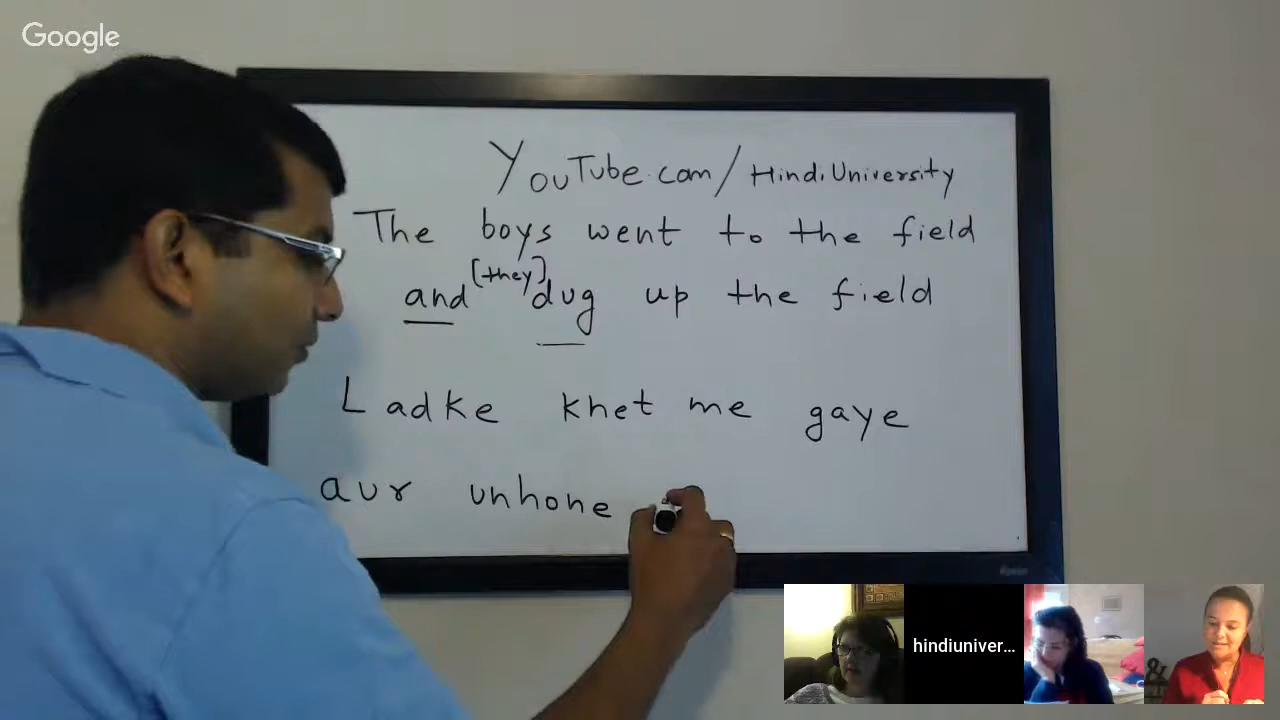 Google
YouTube.com/HindiUniversity
The boys went to the field
and [they] dug up the field
Ladke khet me gaye
aur unhone
hindiuniver...